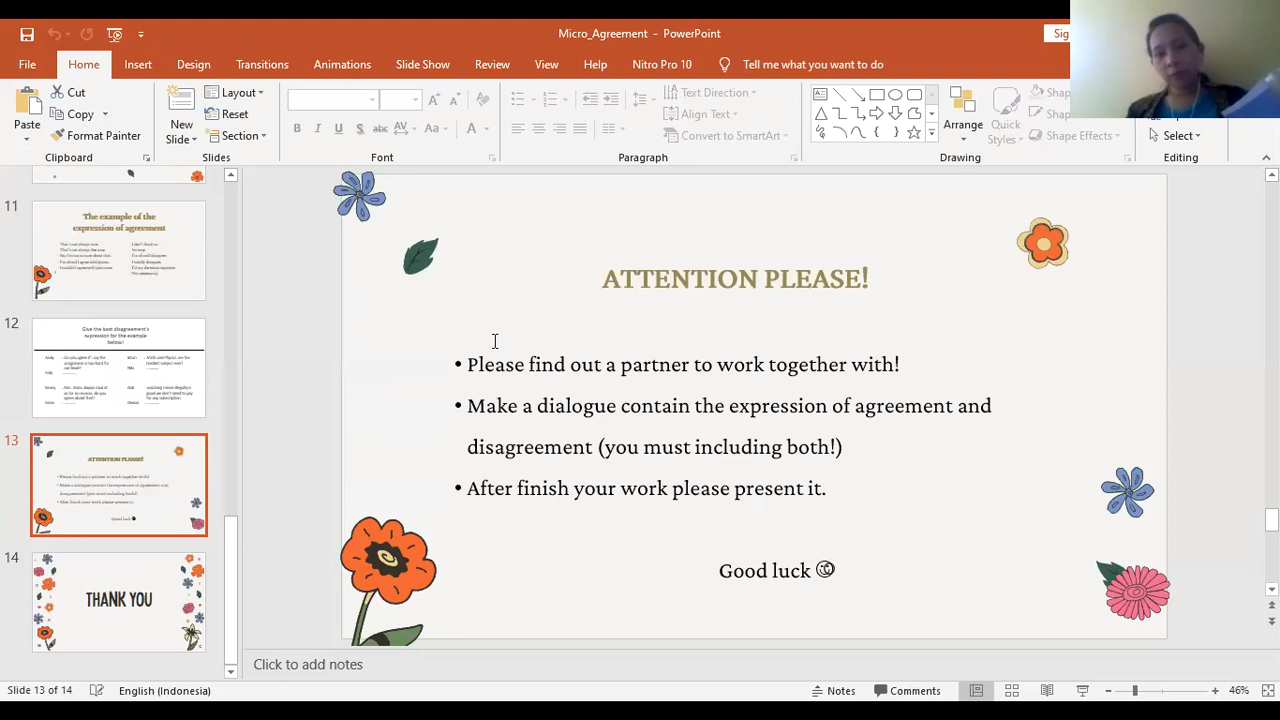 Micro_Agreement - PowerPoint
Sig
File Home Insert Design Transitions Animations Slide Show Review View Help Nitro Pro 10 Tell me what you want to do
Paste
Cut
Copy
Format Painter
Clipboard
New Slide
Layout
Reset
Section
Slides
Font
Text Direction
Align Text
Convert to SmartArt
Paragraph
Arrange
Quick Styles
Shape Effects
Drawing
Select
Editing
11
The example of the
expression of agreement
12
Give the best disagreement's
expression for the example
below!
13
ATTENTION PLEASE!
14
THANK YOU
ATTENTION PLEASE!
• Please find out a partner to work together with!
• Make a dialogue contain the expression of agreement and
disagreement (you must including both!)
• After finish your work please present it.
Good luck ☺
Click to add notes
Slide 13 of 14 English (Indonesia) Notes Comments 46%